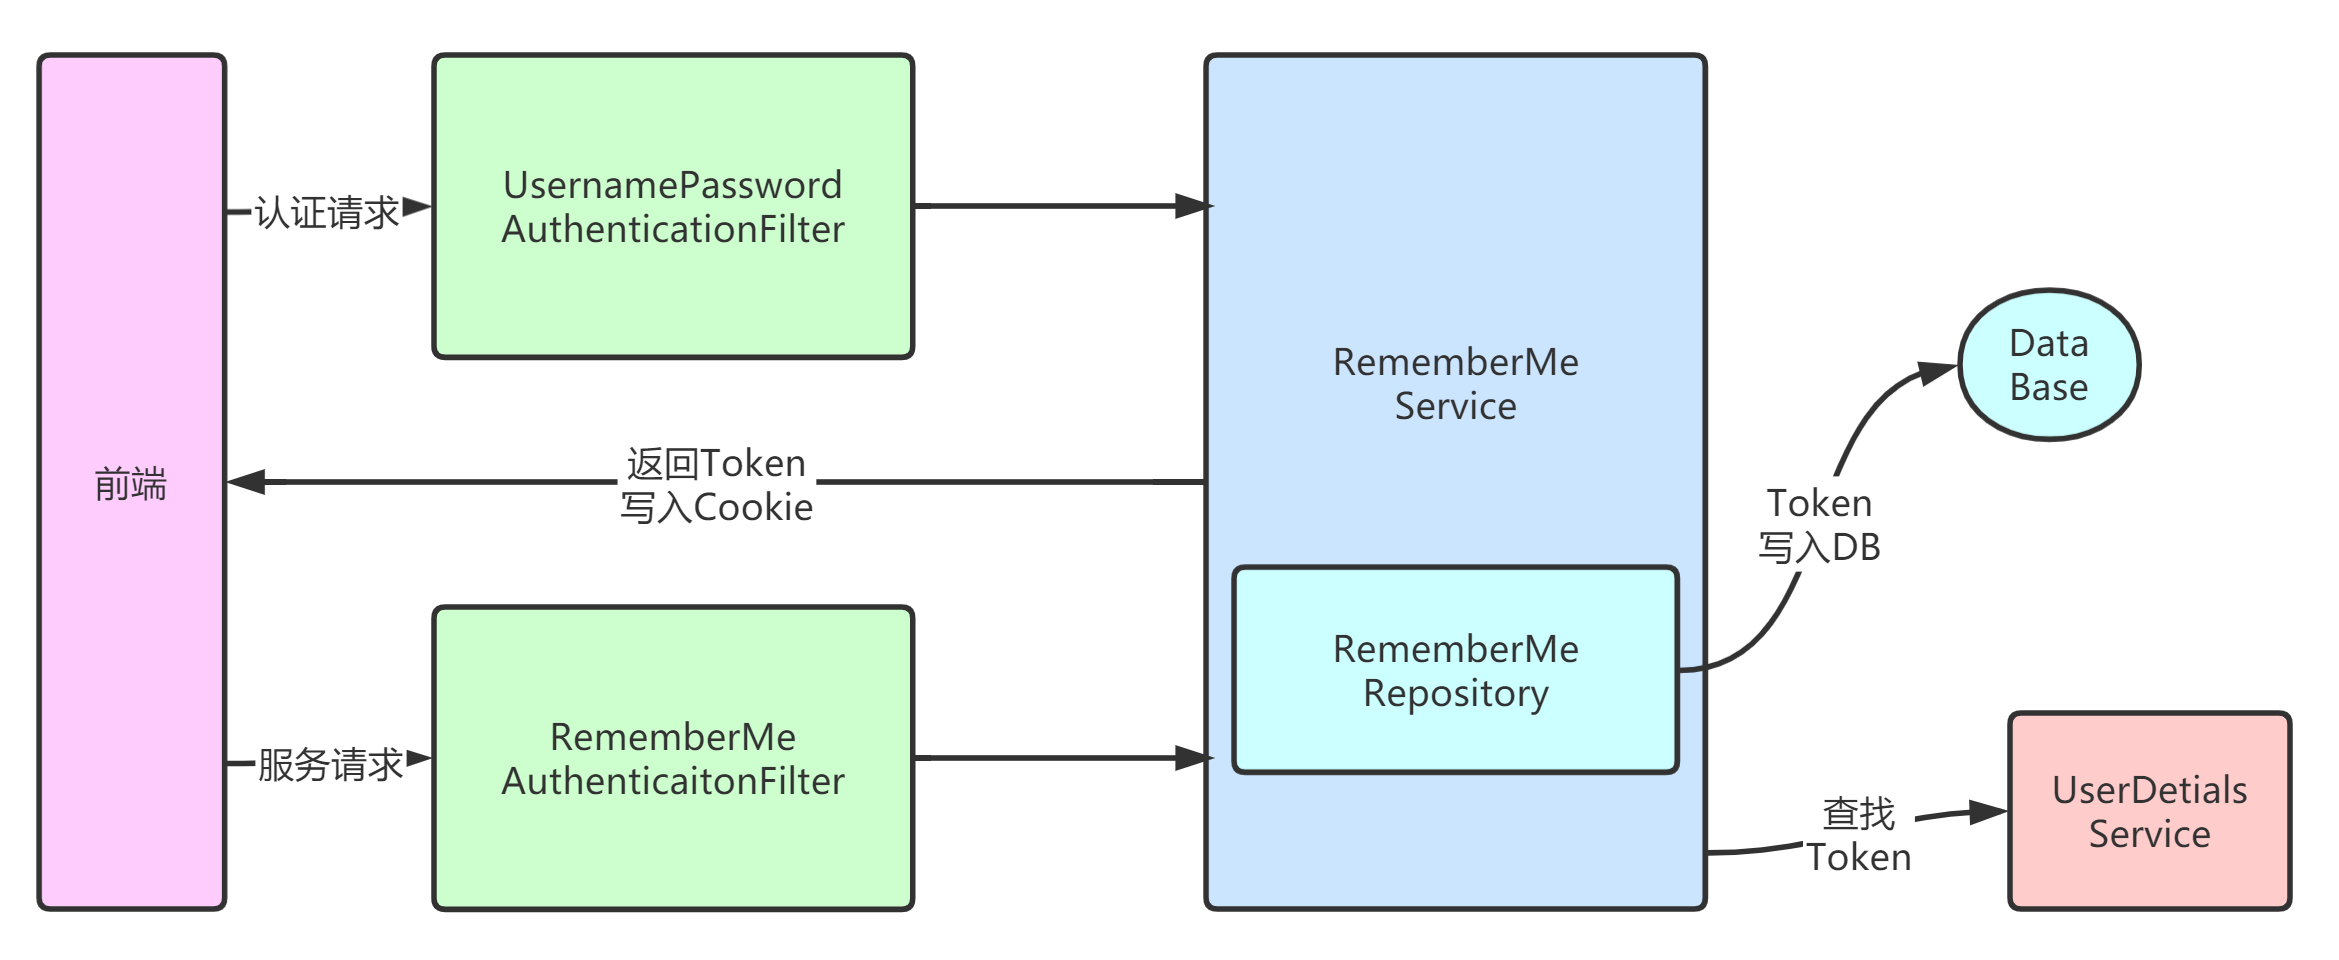 前端
认证请求
UsernamePassword
AuthenticationFilter
返回Token
写入Cookie
服务请求
RememberMe
AuthenticaitonFilter
RememberMe
Service
RememberMe
Repository
Token
写入DB
Data
Base
查找
Token
UserDetials
Service